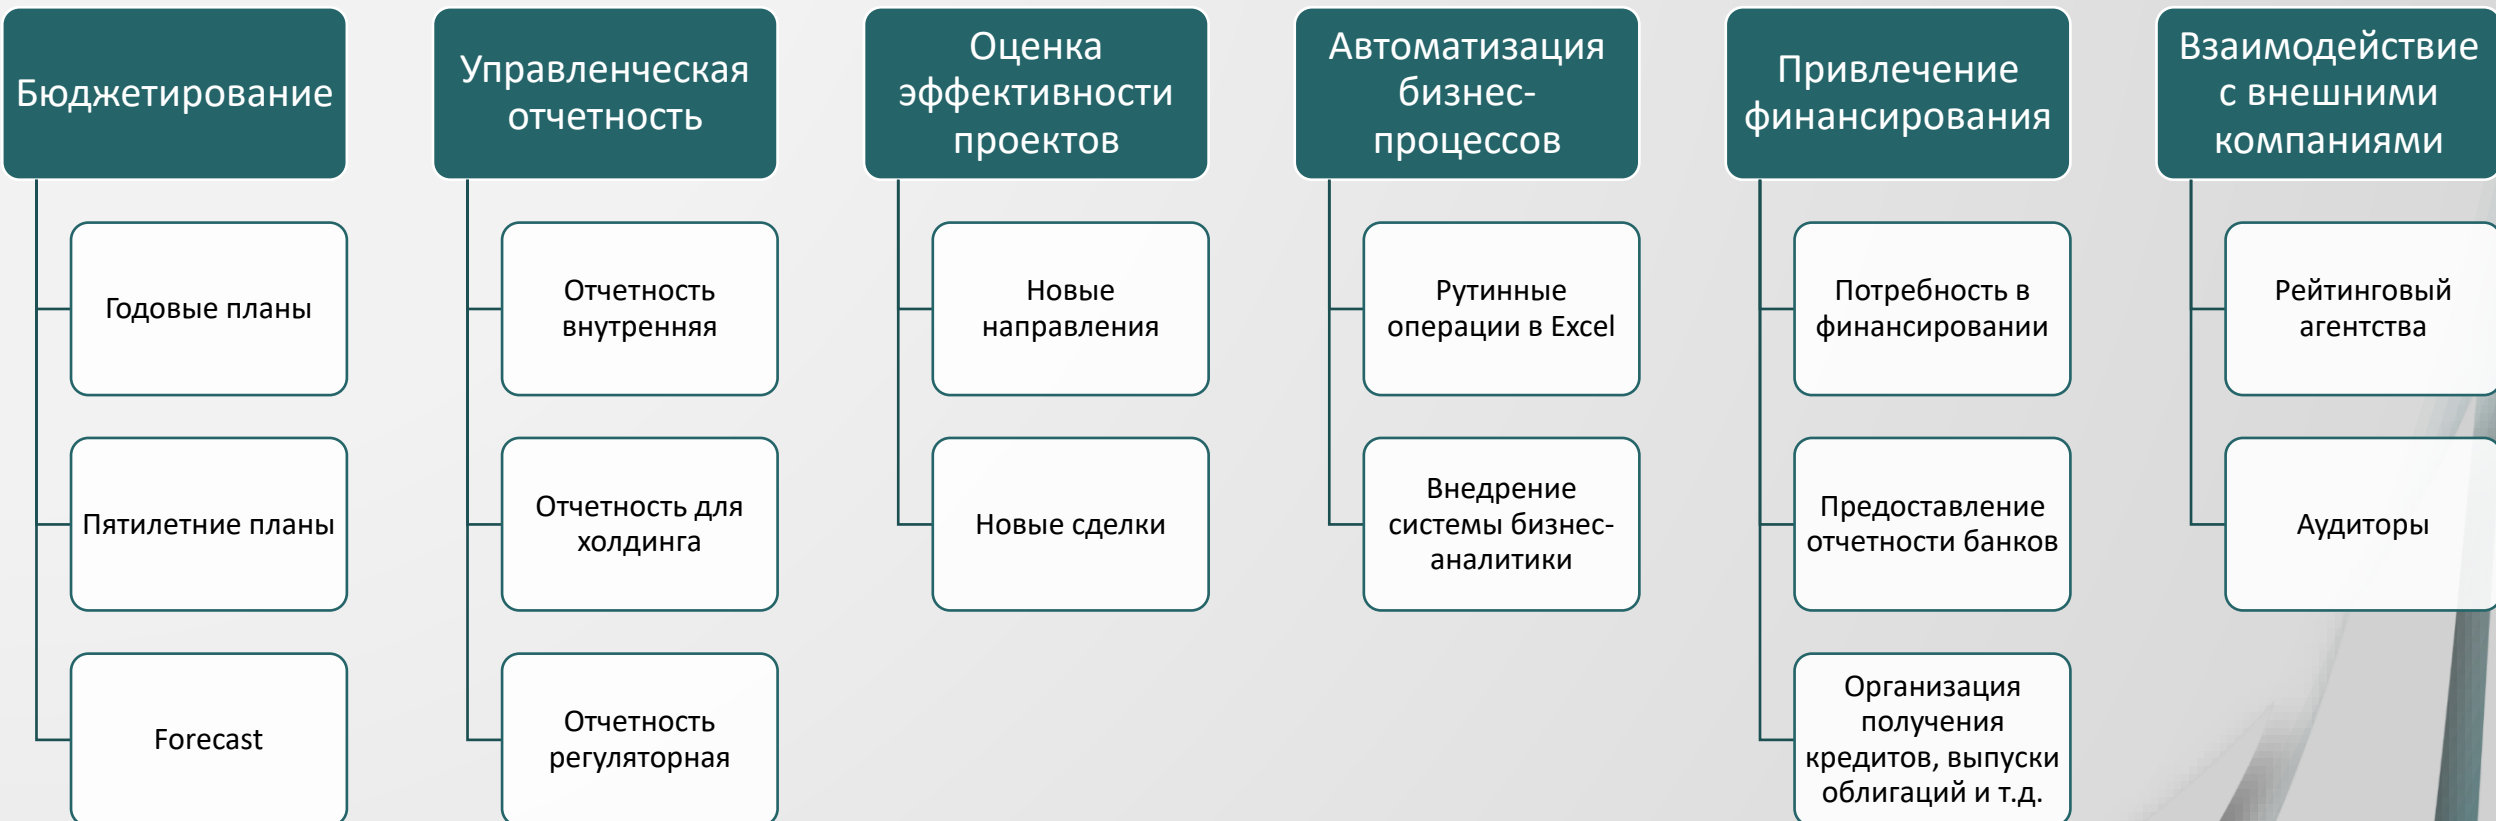 Бюджетирование
Годовые планы
Пятилетние планы
Forecast
Управленческая
отчетность
Отчетность
внутренняя
Отчетность для
холдинга
Отчетность
регуляторная
Оценка
эффективности
проектов
Новые
направления
Новые сделки
Автоматизация
бизнес-
процессов
Рутинные
операции в Excel
Внедрение
системы бизнес-
аналитики
Привлечение
финансирования
Потребность в
финансировании
Предоставление
отчетности банков
Организация
получения
кредитов, выпуски
облигаций и т.д.
Взаимодействие
с внешними
компаниями
Рейтинговый
агентства
Аудиторы